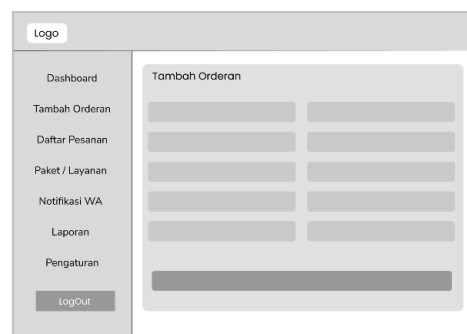 Logo
Dashboard
Tambah Orderan
Daftar Pesanan
Paket / Layanan
Notifikasi WA
Laporan
Pengaturan
LogOut
Tambah Orderan